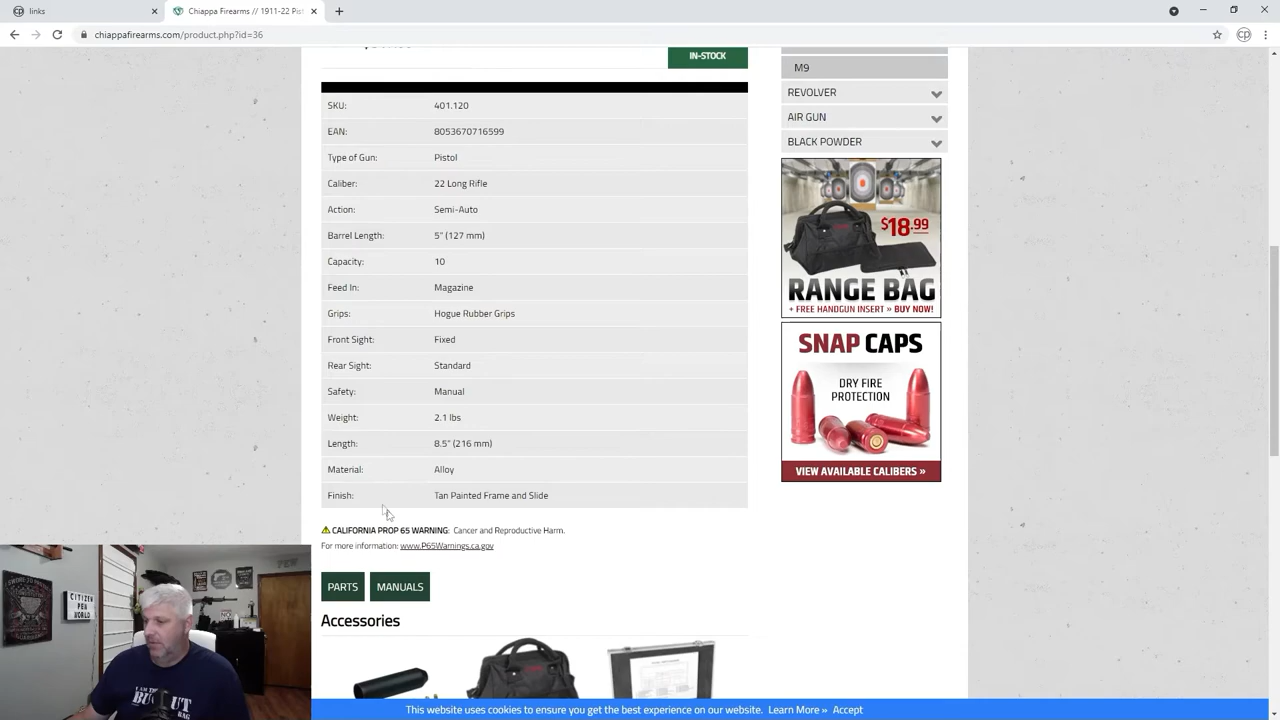 links
Chiappa Firearms // 1911-22 Pist
chiappafirearms.com/product.php?id=36
IN-STOCK
SKU: 401.120
EAN: 8053670716599
Type of Gun: Pistol
Caliber: 22 Long Rifle
Action: Semi-Auto
Barrel Length: 5" (127 mm)
Capacity: 10
Feed In: Magazine
Grips: Hogue Rubber Grips
Front Sight: Fixed
Rear Sight: Standard
Safety: Manual
Weight: 2.1 lbs
Length: 8.5" (216 mm)
Material: Alloy
Finish: Tan Painted Frame and Slide
CALIFORNIA PROP 65 WARNING: Cancer and Reproductive Harm.
For more information: www.P65Warnings.ca.gov
PARTS MANUALS
Accessories
M9
REVOLVER
AIR GUN
BLACK POWDER
$18.99
RANGE BAG
+ FREE HANDGUN INSERT » BUY NOW!
SNAP CAPS
DRY FIRE
PROTECTION
VIEW AVAILABLE CALIBERS »
CITIZEN
PEW
WORLD
This website uses cookies to ensure you get the best experience on our website. Learn More » Accept